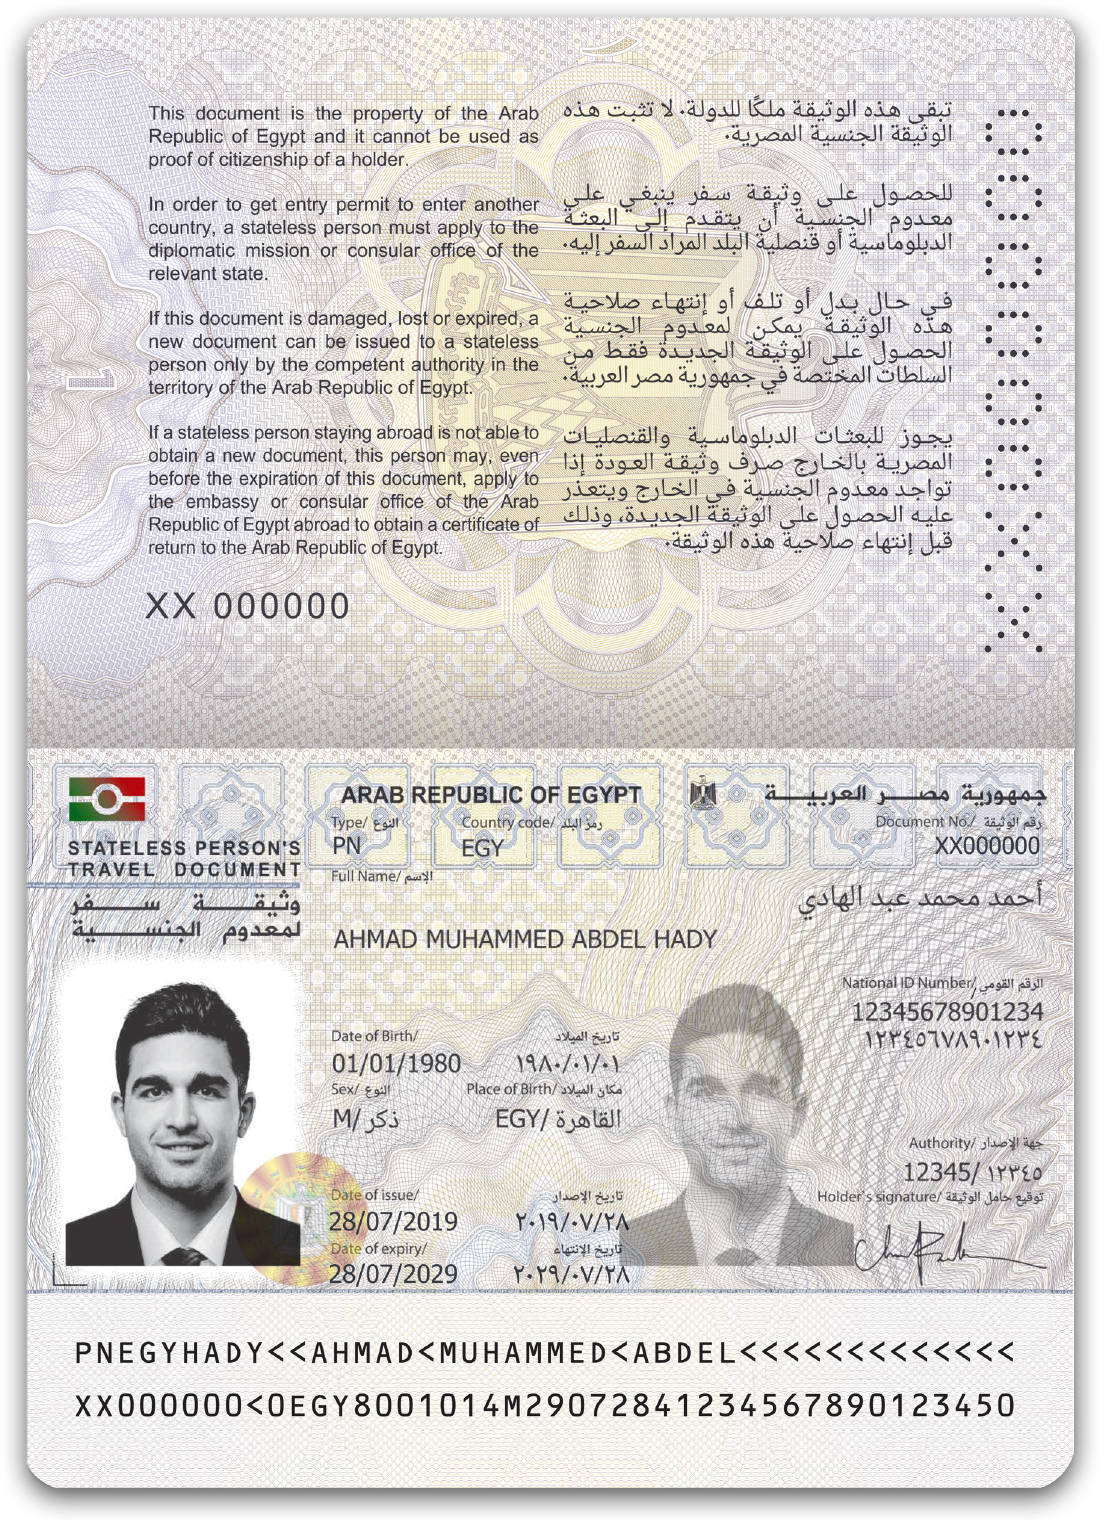 This document is the property of the Arab
Republic of Egypt and it cannot be used as
proof of citizenship of a holder.
In order to get entry permit to enter another
country, a stateless person must apply to the
diplomatic mission or consular office of the
relevant state.
If this document is damaged, lost or expired, a
new document can be issued to a stateless
person only by the competent authority in the
territory of the Arab Republic of Egypt.
If a stateless person staying abroad is not able to
obtain a new document, this person may, even
before the expiration of this document, apply to
the embassy or consular office of the Arab
Republic of Egypt abroad to obtain a certificate of
return to the Arab Republic of Egypt.
تبقي هذه الوثيقة ملكًا للدولة. لا تثبت هذه
الوثيقة الجنسية المصرية.
للحصول على وثيقة سفر ينبغي علي
معدوم الجنسية أن يتقدم إلى البعثة
الدبلوماسية أو قنصلية البلد المراد السفر إليه.
في حال بدل أو تلف أو إنتهاء صلاحية
هذه الوثيقة يمكن لمعدوم الجنسية
الحصول على الوثيقة الجديدة فقط من
السلطات المختصة في جمهورية مصر العربية.
يجوز للبعثات الدبلوماسية والقنصليات
المصرية بالخارج صرف وثيقة العودة إذا
تواجد معدوم الجنسية في الخارج ويتعذر
عليه الحصول علي الوثيقة الجديدة، وذلك
قبل إنتهاء صلاحية هذه الوثيقة.
XX 000000
XX000000
1
ARAB REPUBLIC OF EGYPT جمهورية مصر العربية
Type/ النوع Country code/ رمز البلد Document No./ رقم الوثيقة
PN EGY XX000000
STATELESS PERSON'S
TRAVEL DOCUMENT
وثيقة سفر
لمعدوم الجنسية
Full Name/ الإسم
أحمد محمد عبد الهادي
AHMAD MUHAMMED ABDEL HADY
National ID Number/ الرقم القومي
12345678901234
١٢٣٤٥٦٧٨٩٠١٢٣٤
Date of Birth/ تاريخ الميلاد
01/01/1980 ١٩٨٠/٠١/٠١
Sex/ النوع Place of Birth/ مكان الميلاد
M/ ذكر EGY/ القاهرة
Authority/ جهة الإصدار
12345/ ١٢٣٤٥
Date of issue/ تاريخ الإصدار Holder`s signature/ توقيع حامل الوثيقة
28/07/2019 ٢٠١٩/٠٧/٢٨
Date of expiry/ تاريخ الإنتهاء
28/07/2029 ٢٠٢٩/٠٧/٢٨
PNEGYHADY<<AHMAD<MUHAMMED<ABDEL<<<<<<<<<<<<<
XX000000<0EGY8001014M2907284123456789012345​0